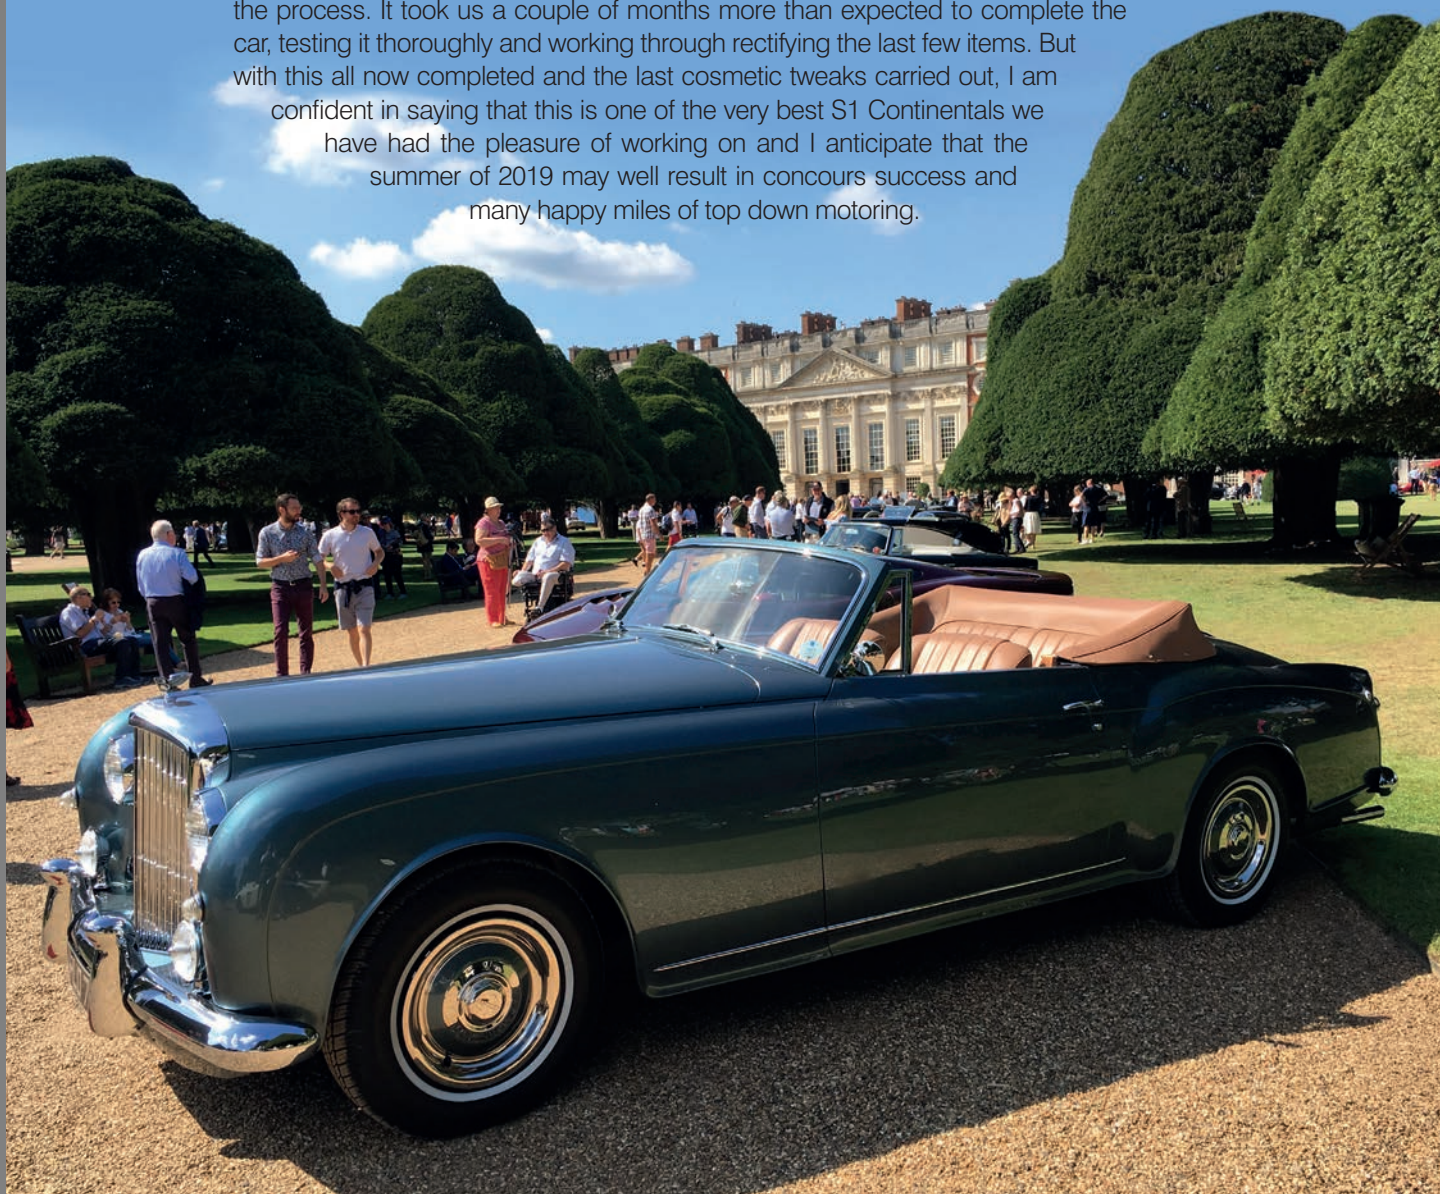 the process. It took us a couple of months more than expected to complete the
car, testing it thoroughly and working through rectifying the last few items. But
with this all now completed and the last cosmetic tweaks carried out, I am
confident in saying that this is one of the very best S1 Continentals we
have had the pleasure of working on and I anticipate that the
summer of 2019 may well result in concours success and
many happy miles of top down motoring.